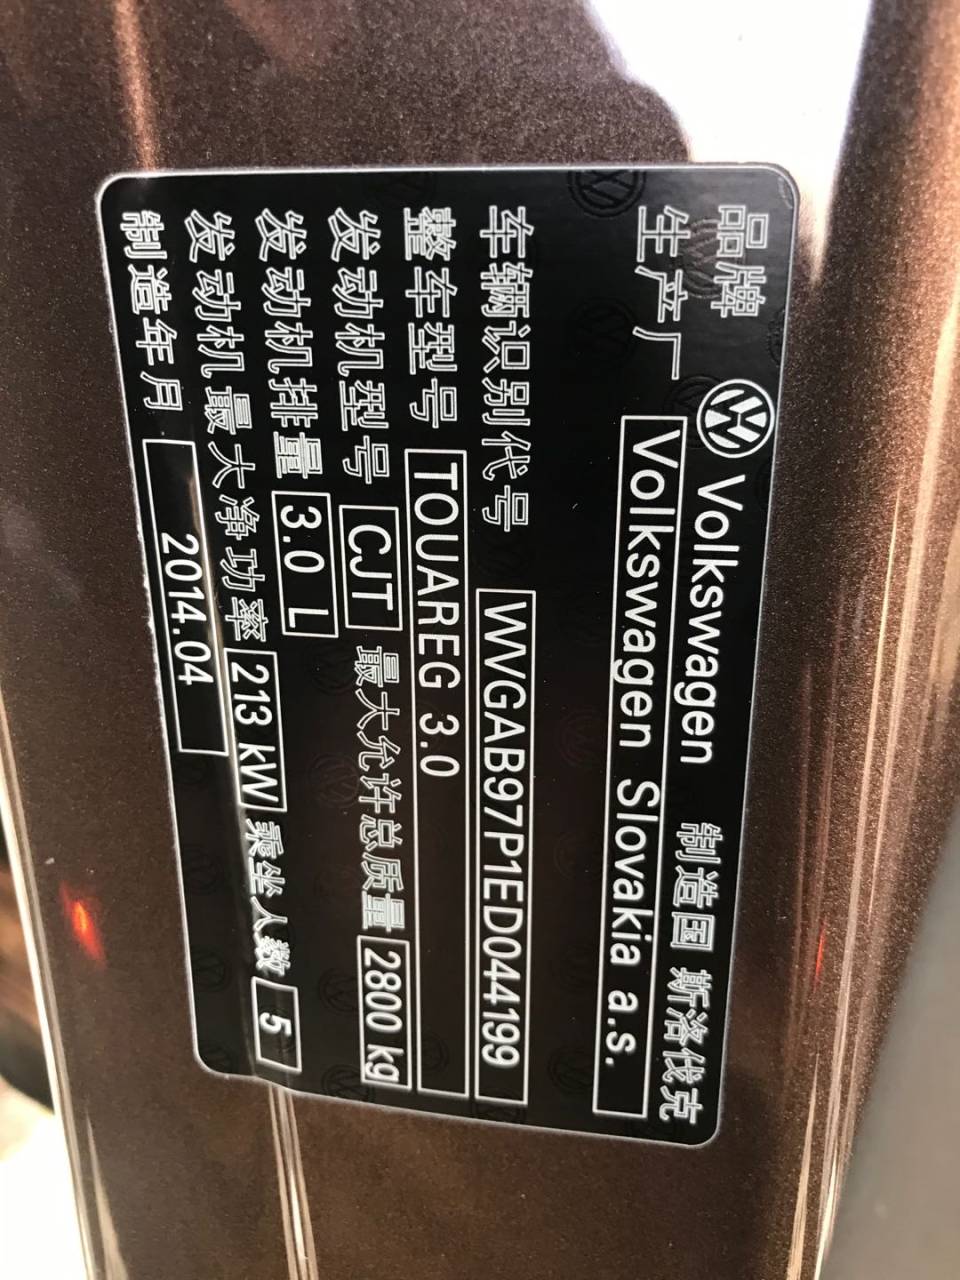 品牌 Volkswagen 制造国 斯洛伐克
生产厂 Volkswagen Slovakia a.s.
车辆识别代号 WVGAB97P1ED044199
整车型号 TOUAREG 3.0
发动机型号 CJT 最大允许总质量 2800 kg
发动机排量 3.0 L
发动机最大净功率 213 kW 乘坐人数 5
制造年月 2014.04